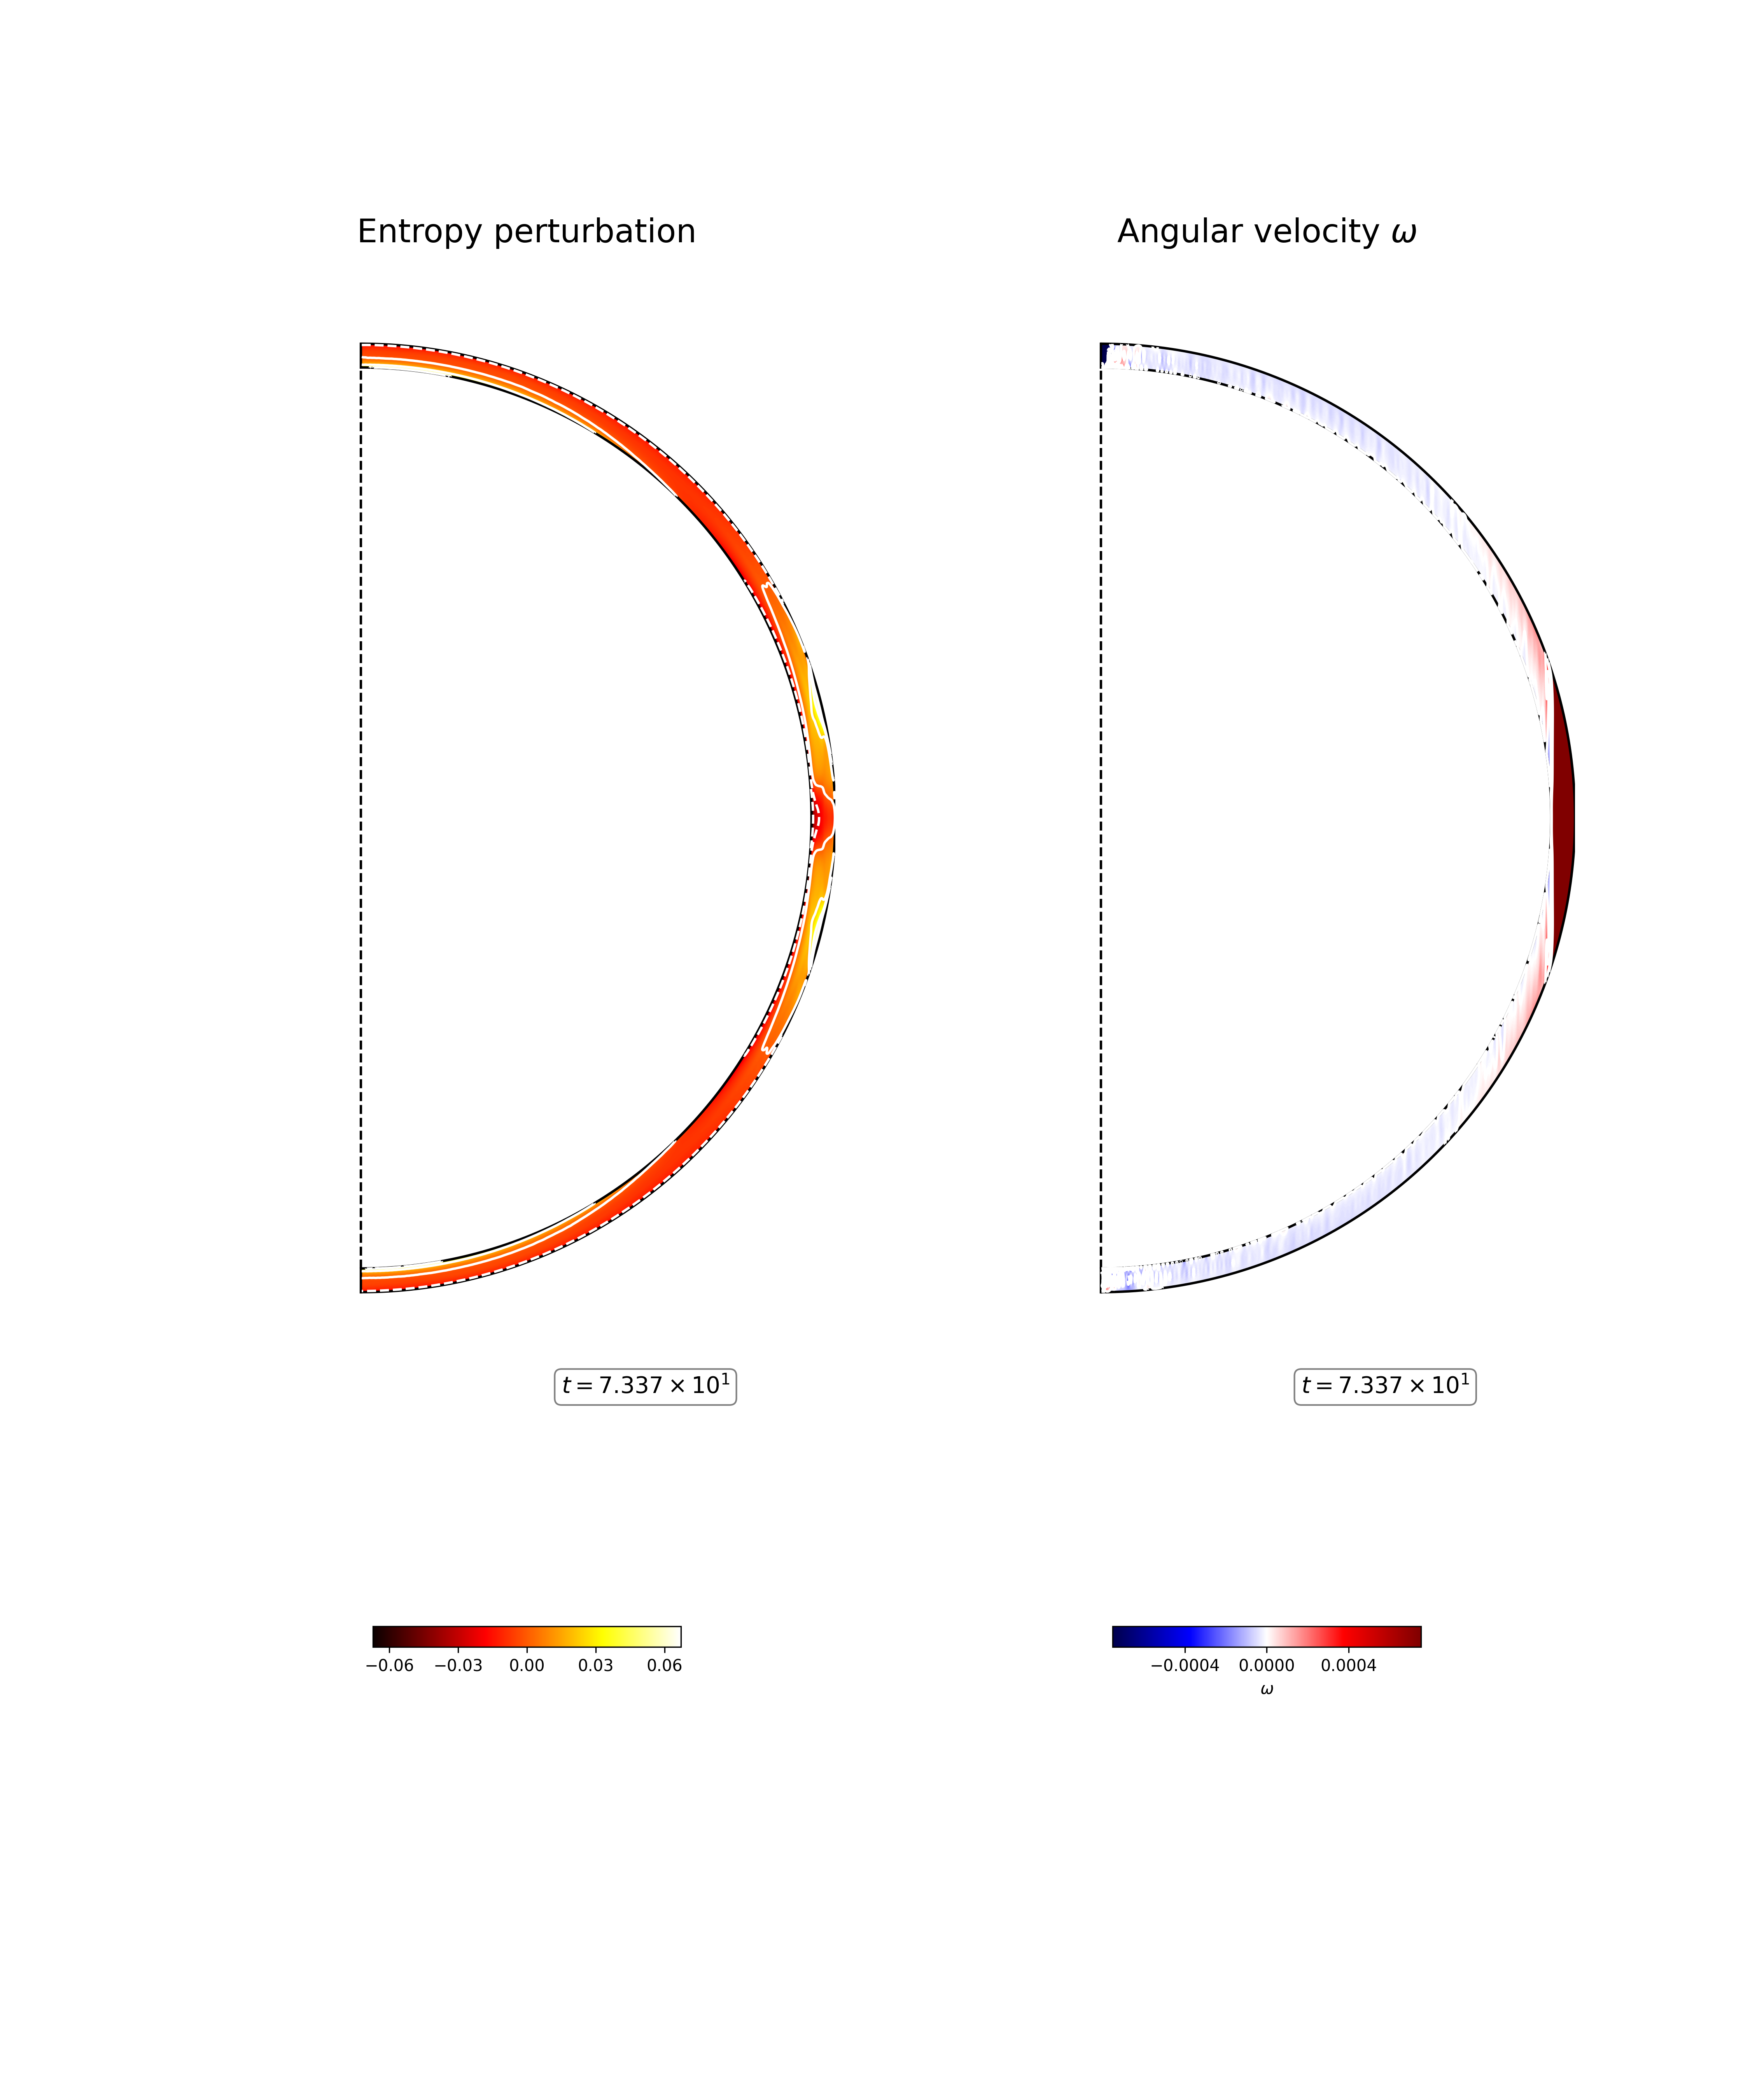 Entropy perturbation
Angular velocity ω
t = 7.337 × 10¹
t = 7.337 × 10¹
−0.06 −0.03 0.00 0.03 0.06
−0.0004 0.0000 0.0004
ω